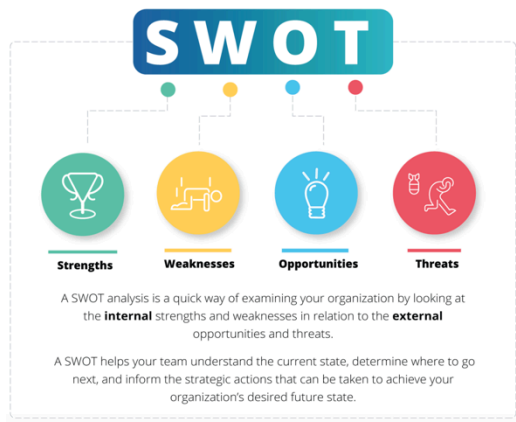 SWOT
Strengths
Weaknesses
Opportunities
Threats
A SWOT analysis is a quick way of examining your organization by looking at
the internal strengths and weaknesses in relation to the external
opportunities and threats.
A SWOT helps your team understand the current state, determine where to go
next, and inform the strategic actions that can be taken to achieve your
organization’s desired future state.